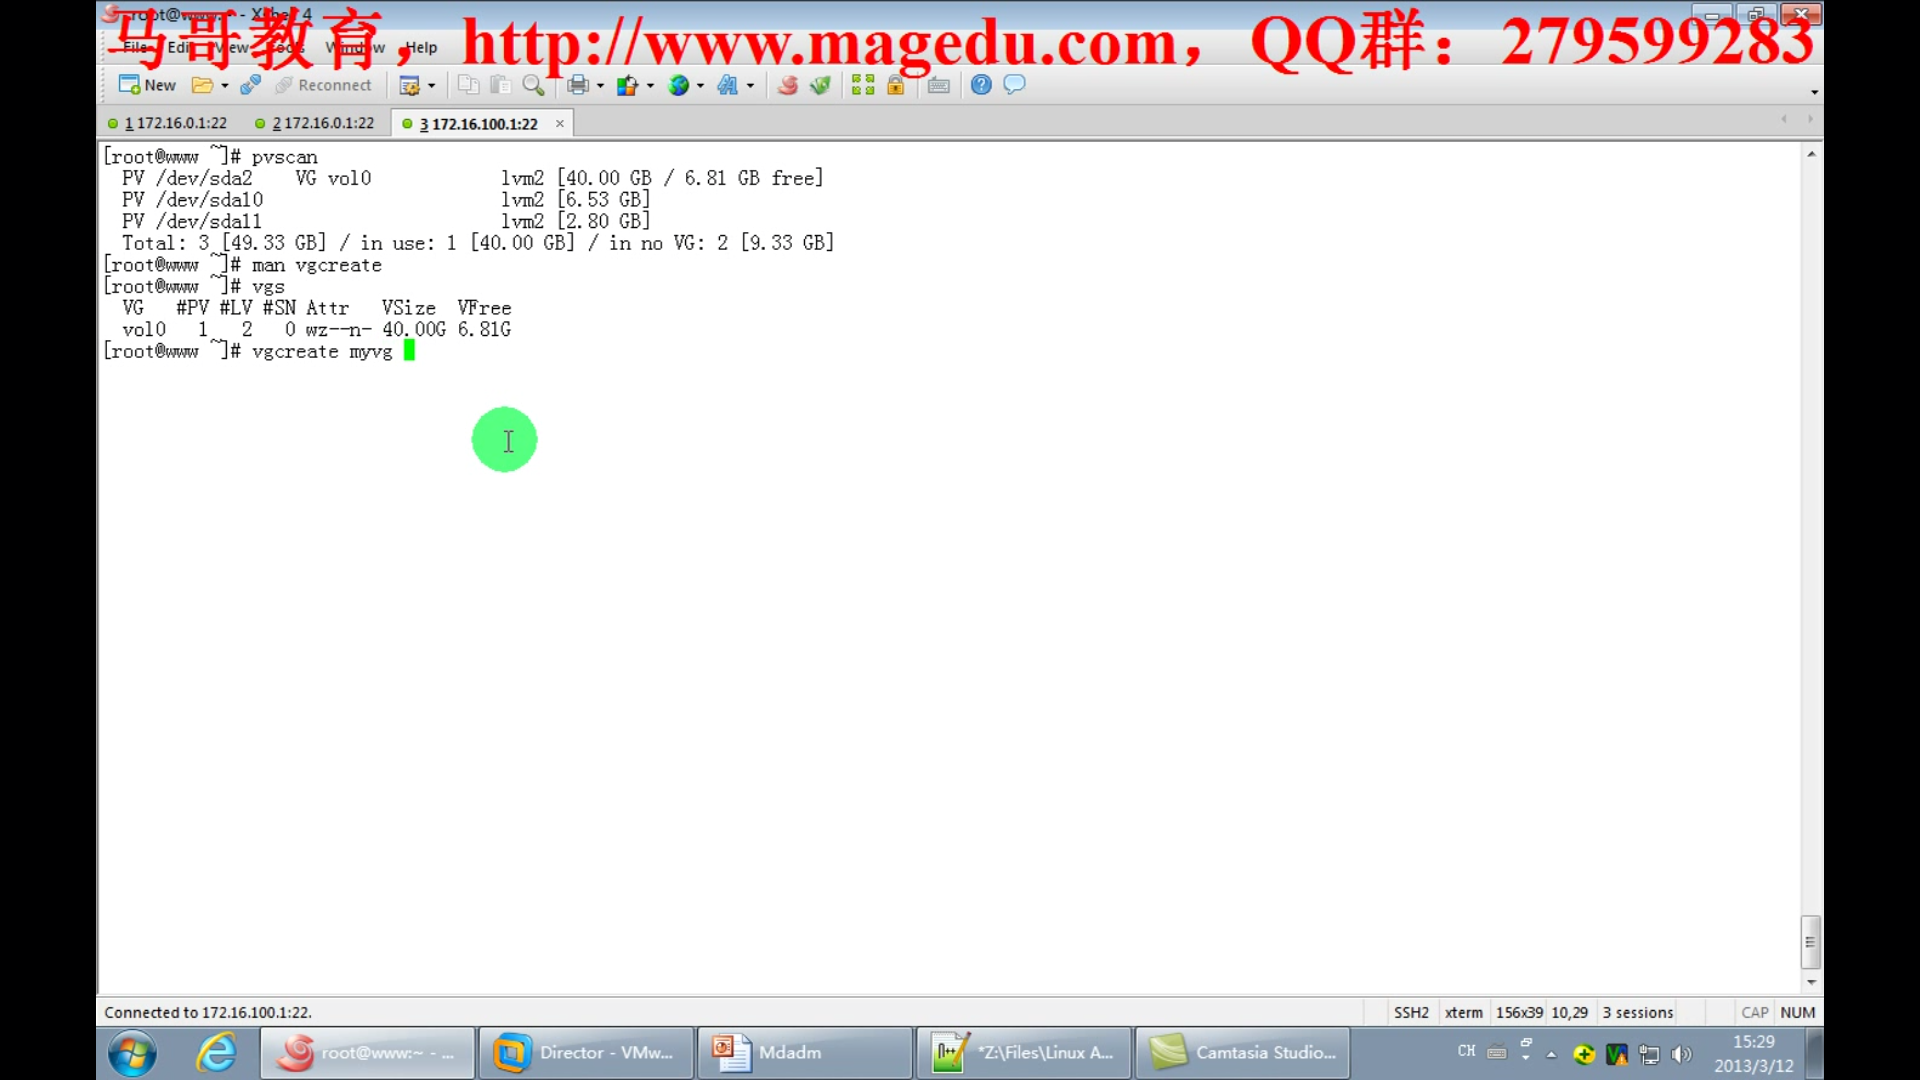 root@www:~ - Xshell 4
马哥教育，http://www.magedu.com，QQ群：279599283
File Edit View Tools Window Help
New Reconnect
1 172.16.0.1:22 2 172.16.0.1:22 3 172.16.100.1:22
[root@www ~]# pvscan
PV /dev/sda2 VG vol0 lvm2 [40.00 GB / 6.81 GB free]
PV /dev/sda10 lvm2 [6.53 GB]
PV /dev/sda11 lvm2 [2.80 GB]
Total: 3 [49.33 GB] / in use: 1 [40.00 GB] / in no VG: 2 [9.33 GB]
[root@www ~]# man vgcreate
[root@www ~]# vgs
VG #PV #LV #SN Attr VSize VFree
vol0 1 2 0 wz--n- 40.00G 6.81G
[root@www ~]# vgcreate myvg
Connected to 172.16.100.1:22. SSH2 xterm 156x39 10,29 3 sessions CAP NUM
root@www:~ - ... Director - VMw... Mdadm *Z:\Files\Linux A... Camtasia Studio... CH 15:29
2013/3/12